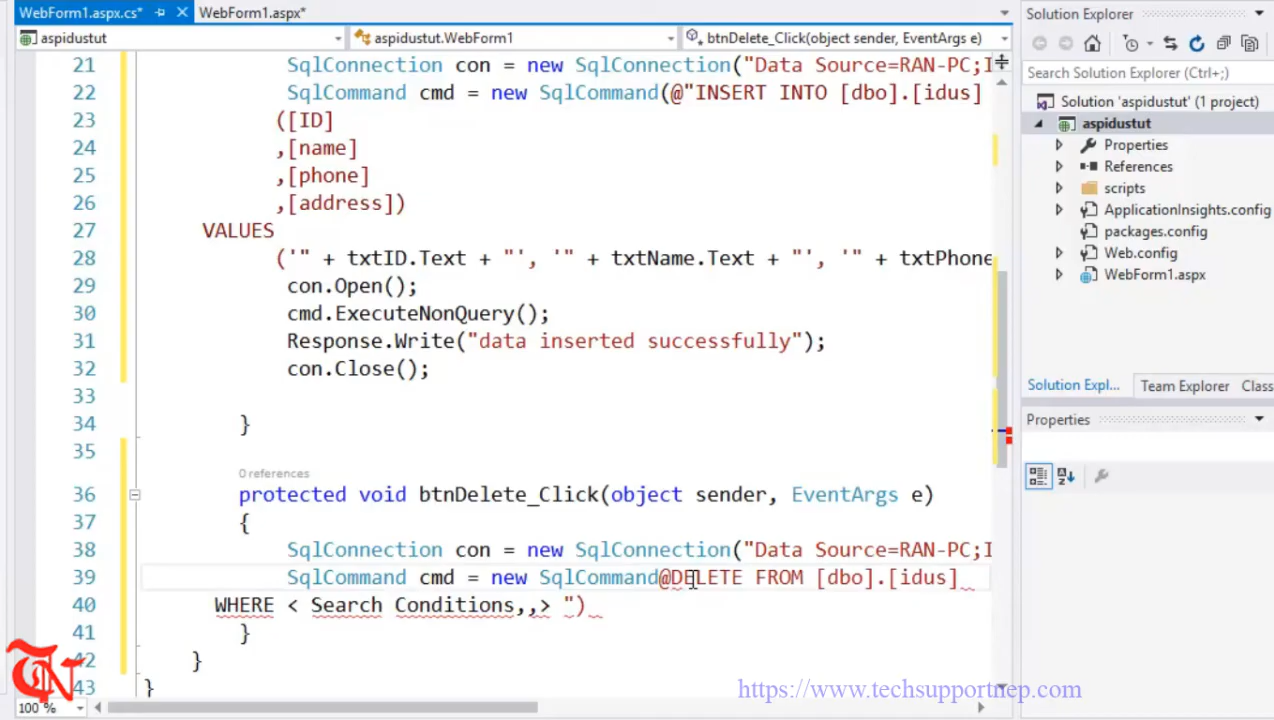 WebForm1.aspx.cs* WebForm1.aspx*
aspidustut aspidustut.WebForm1 btnDelete_Click(object sender, EventArgs e)
21 SqlConnection con = new SqlConnection("Data Source=RAN-PC;I
22 SqlCommand cmd = new SqlCommand(@"INSERT INTO [dbo].[idus]
23 ([ID]
24 ,[name]
25 ,[phone]
26 ,[address])
27 VALUES
28 ('" + txtID.Text + "', '" + txtName.Text + "', '" + txtPhone
29 con.Open();
30 cmd.ExecuteNonQuery();
31 Response.Write("data inserted successfully");
32 con.Close();
33
34 }
35
0 references
36 protected void btnDelete_Click(object sender, EventArgs e)
37 {
38 SqlConnection con = new SqlConnection("Data Source=RAN-PC;I
39 SqlCommand cmd = new SqlCommand@DELETE FROM [dbo].[idus]
40 WHERE < Search Conditions,,> ")
41 }
42 }
43 }
100 %
Solution Explorer
Search Solution Explorer (Ctrl+;)
Solution 'aspidustut' (1 project)
aspidustut
Properties
References
scripts
ApplicationInsights.config
packages.config
Web.config
WebForm1.aspx
Solution Expl... Team Explorer Class
Properties
TN
https://www.techsupportnep.com